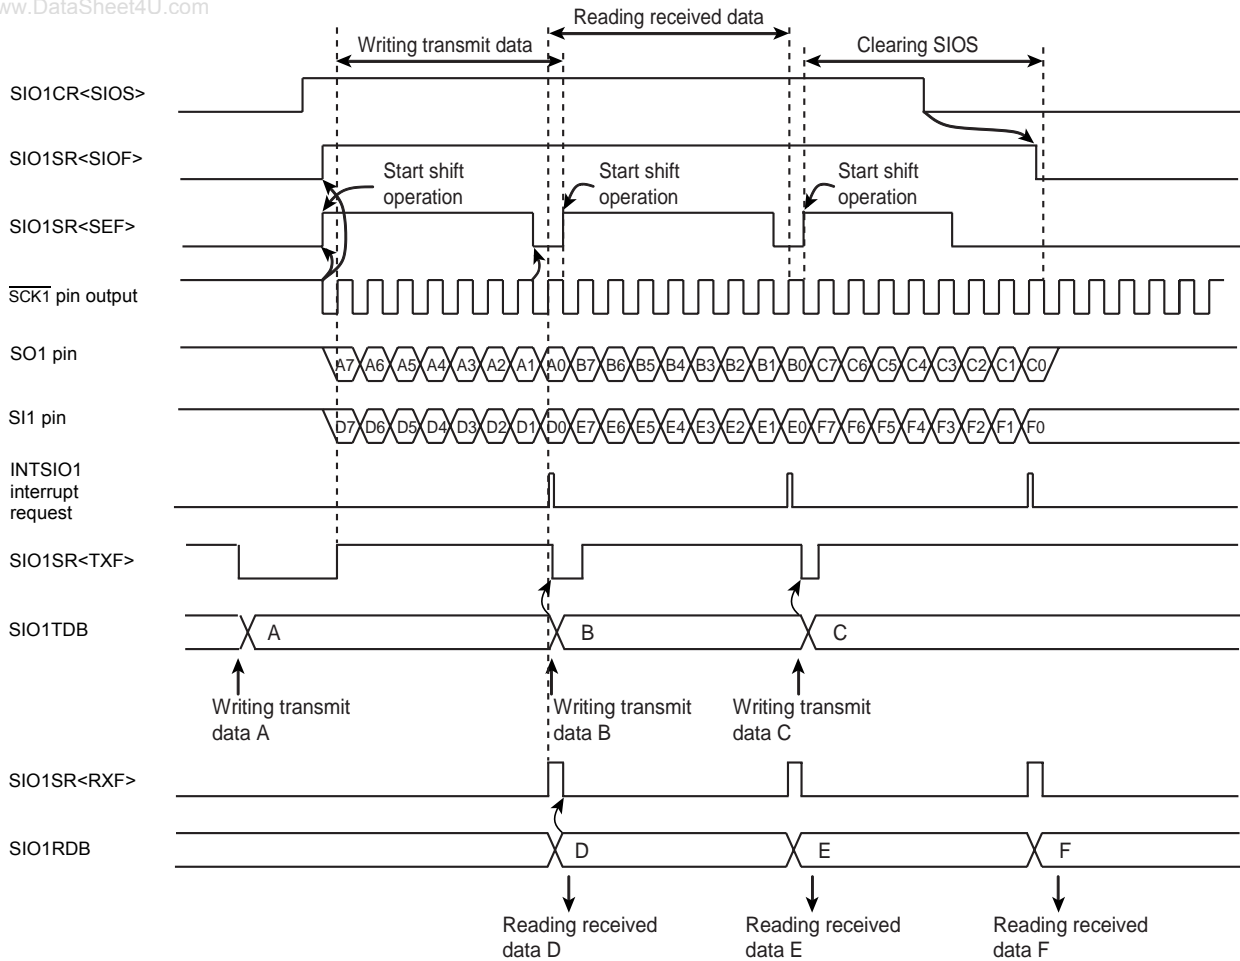 www.DataSheet4U.com
Reading received data
Writing transmit data
Clearing SIOS
SIO1CR<SIOS>
SIO1SR<SIOF>
Start shift
operation
Start shift
operation
Start shift
operation
SIO1SR<SEF>
SCK1 pin output
SO1 pin
A7 A6 A5 A4 A3 A2 A1 A0 B7 B6 B5 B4 B3 B2 B1 B0 C7 C6 C5 C4 C3 C2 C1 C0
SI1 pin
D7 D6 D5 D4 D3 D2 D1 D0 E7 E6 E5 E4 E3 E2 E1 E0 F7 F6 F5 F4 F3 F2 F1 F0
INTSIO1
interrupt
request
SIO1SR<TXF>
SIO1TDB
A
B
C
Writing transmit
data A
Writing transmit
data B
Writing transmit
data C
SIO1SR<RXF>
SIO1RDB
D
E
F
Reading received
data D
Reading received
data E
Reading received
data F